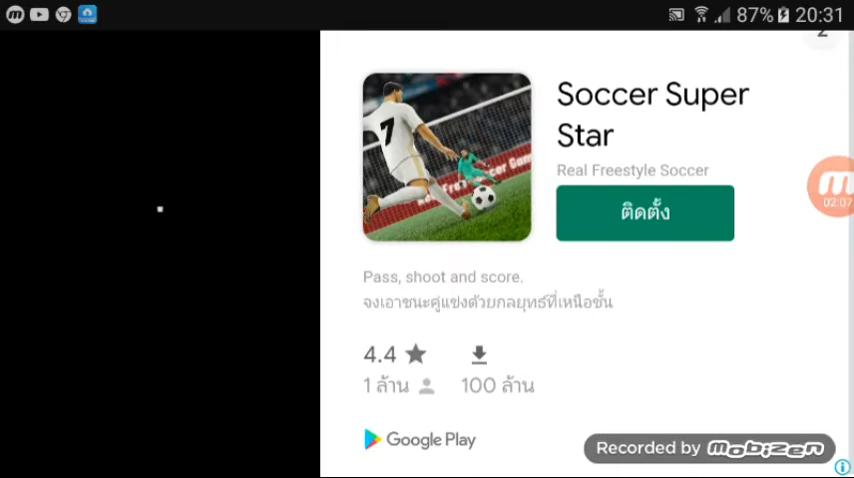 87% 20:31
2
Soccer Super
Star
Real Freestyle Soccer
ติดตั้ง
02:07
7
Pass, shoot and score.
จงเอาชนะคู่แข่งด้วยกลยุทธ์ที่เหนือชั้น
4.4
1 ล้าน 100 ล้าน
Google Play
Recorded by mobizen